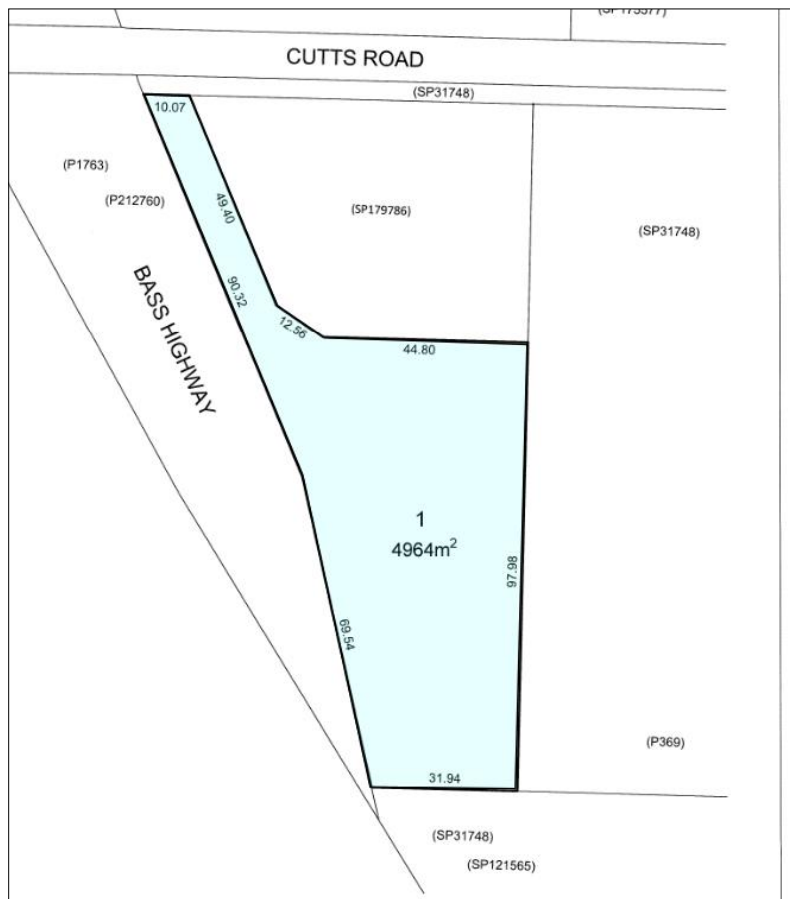 CUTTS ROAD
(SP31748)
10.07
(P1763)
(P212760)
49.40
(SP179786)
(SP31748)
BASS HIGHWAY
90.32
12.56
44.80
1
4964m²
97.98
69.54
(P369)
31.94
(SP31748)
(SP121565)